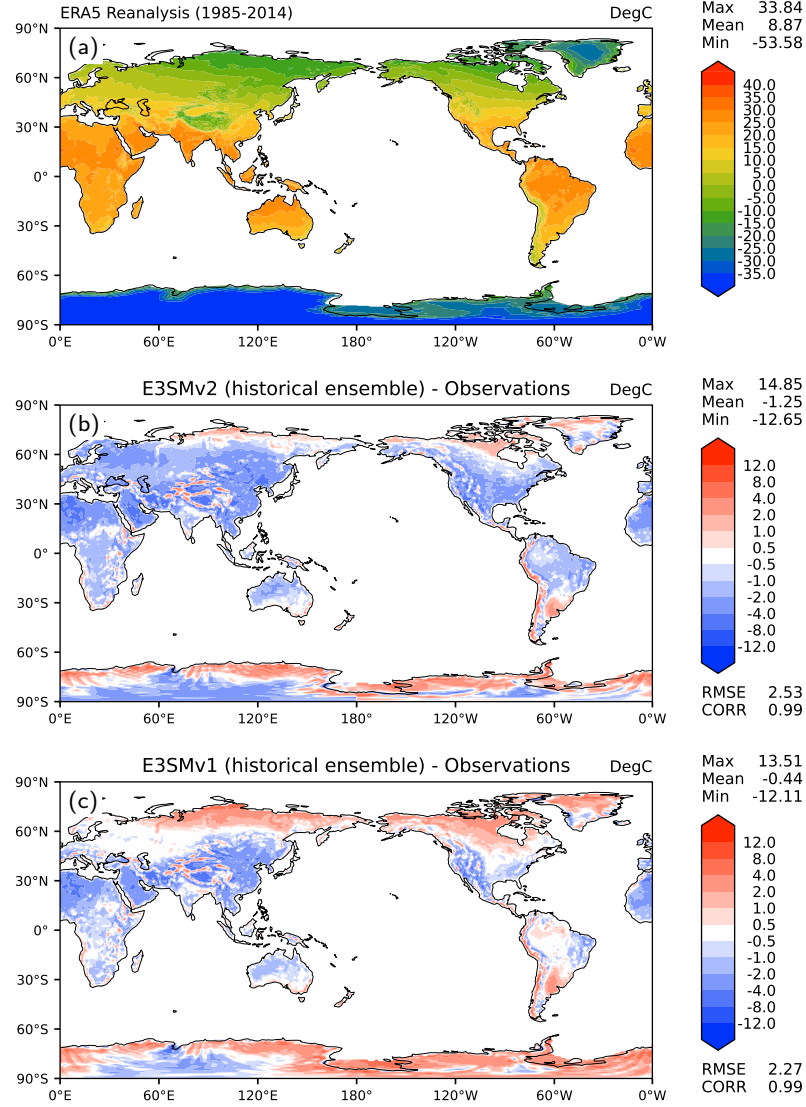 ERA5 Reanalysis (1985-2014) DegC
Max 33.84
Mean 8.87
Min -53.58
(a)
90°N
60°N
30°N
0°
30°S
60°S
90°S
0°E 60°E 120°E 180° 120°W 60°W 0°W
40.0
35.0
30.0
25.0
20.0
15.0
10.0
5.0
0.0
-5.0
-10.0
-15.0
-20.0
-25.0
-30.0
-35.0
E3SMv2 (historical ensemble) - Observations DegC
Max 14.85
Mean -1.25
Min -12.65
(b)
90°N
60°N
30°N
0°
30°S
60°S
90°S
0°E 60°E 120°E 180° 120°W 60°W 0°W
12.0
8.0
4.0
2.0
1.0
0.5
-0.5
-1.0
-2.0
-4.0
-8.0
-12.0
RMSE 2.53
CORR 0.99
E3SMv1 (historical ensemble) - Observations DegC
Max 13.51
Mean -0.44
Min -12.11
(c)
90°N
60°N
30°N
0°
30°S
60°S
90°S
0°E 60°E 120°E 180° 120°W 60°W 0°W
12.0
8.0
4.0
2.0
1.0
0.5
-0.5
-1.0
-2.0
-4.0
-8.0
-12.0
RMSE 2.27
CORR 0.99